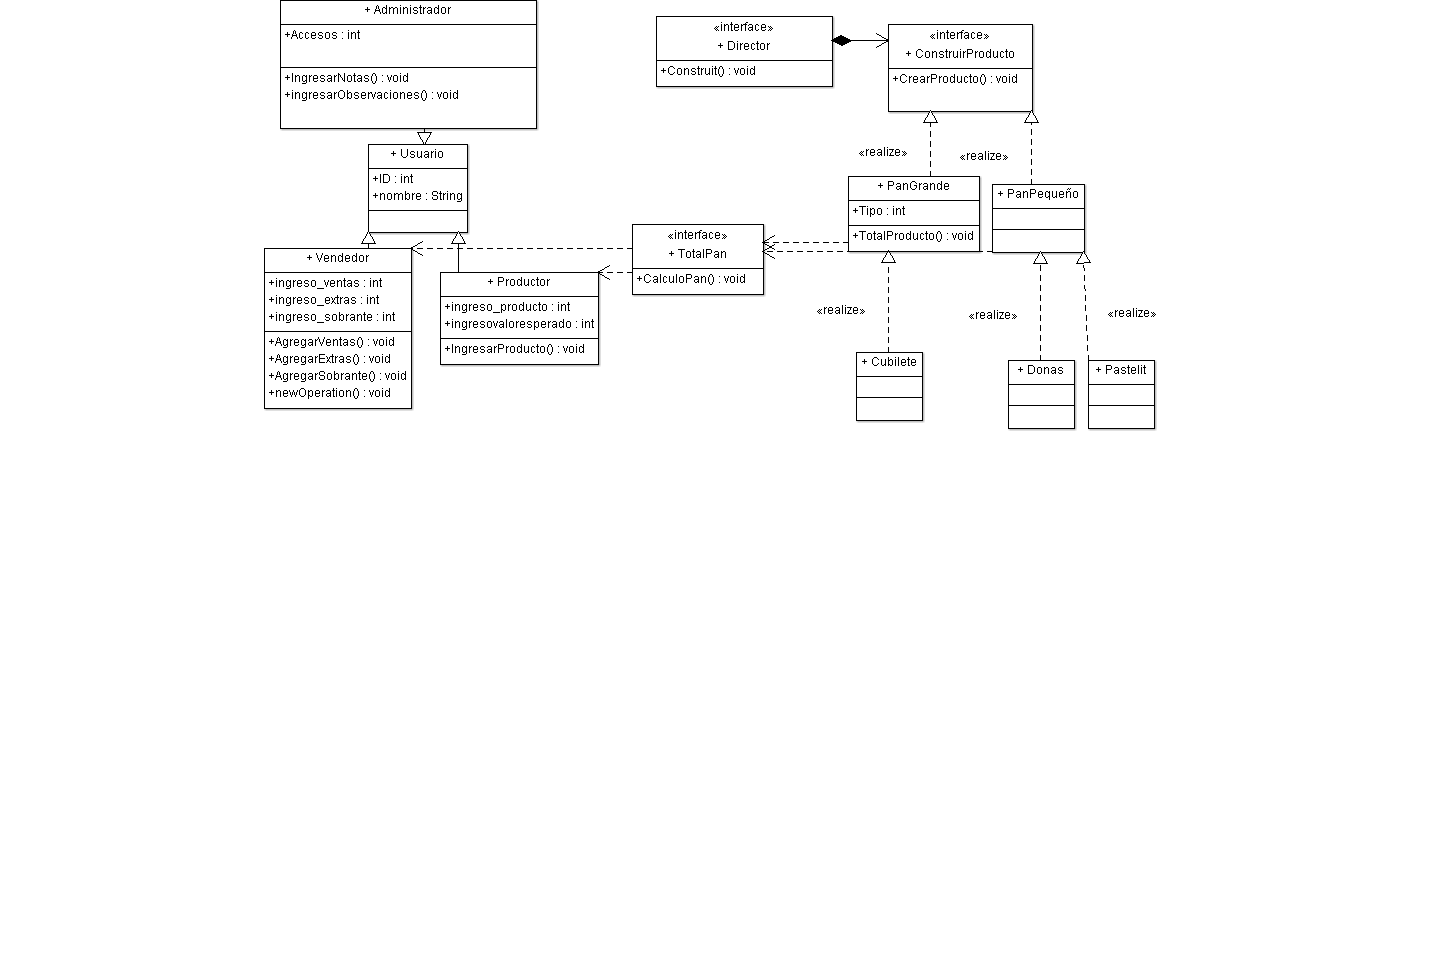 + Administrador
+Accesos : int
+IngresarNotas() : void
+ingresarObservaciones() : void
«interface»
+ Director
+Construit() : void
«interface»
+ ConstruirProducto
+CrearProducto() : void
«realize»
«realize»
+ Usuario
+ID : int
+nombre : String
+ PanGrande
+Tipo : int
+TotalProducto() : void
+ PanPequeño
«interface»
+ TotalPan
+CalculoPan() : void
+ Vendedor
+ingreso_ventas : int
+ingreso_extras : int
+ingreso_sobrante : int
+AgregarVentas() : void
+AgregarExtras() : void
+AgregarSobrante() : void
+newOperation() : void
+ Productor
+ingreso_producto : int
+ingresovaloresperado : int
+IngresarProducto() : void
«realize»
«realize»
«realize»
+ Cubilete
+ Donas
+ Pastelit